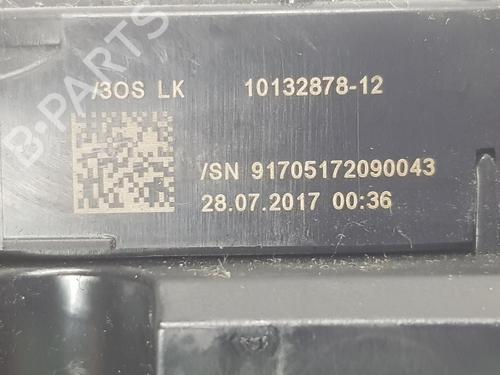 B-PARTS
/3OS LK 10132878-12
/SN 91705172090043
28.07.2017 00:36